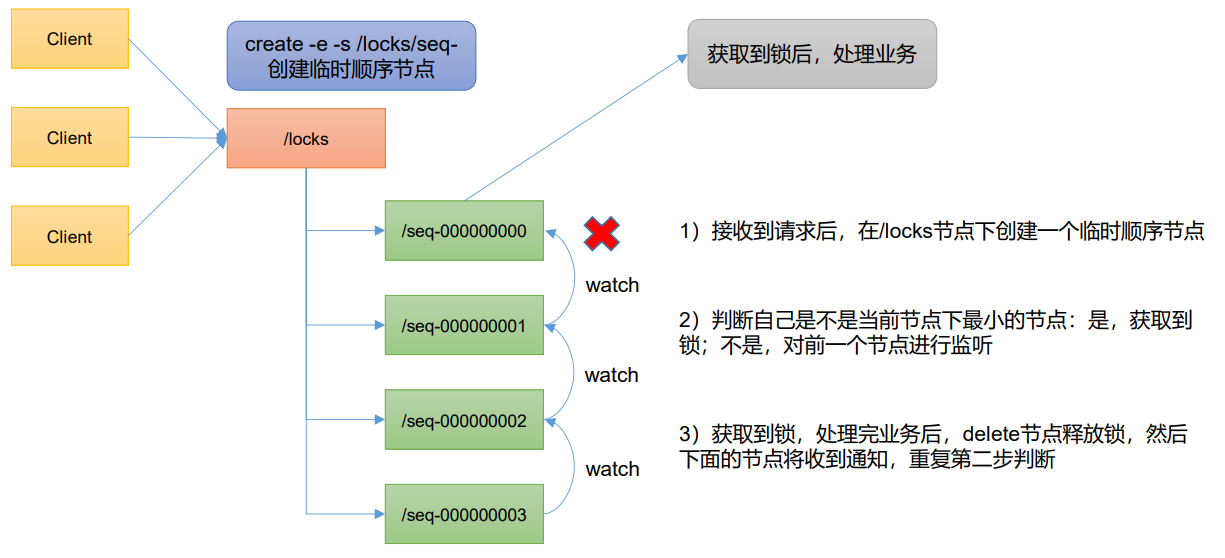 Client
Client
Client
create -e -s /locks/seq-
创建临时顺序节点
/locks
获取到锁后，处理业务
/seq-000000000
watch
/seq-000000001
watch
/seq-000000002
watch
/seq-000000003
1）接收到请求后，在/locks节点下创建一个临时顺序节点
2）判断自己是不是当前节点下最小的节点：是，获取到
锁；不是，对前一个节点进行监听
3）获取到锁，处理完业务后，delete节点释放锁，然后
下面的节点将收到通知，重复第二步判断